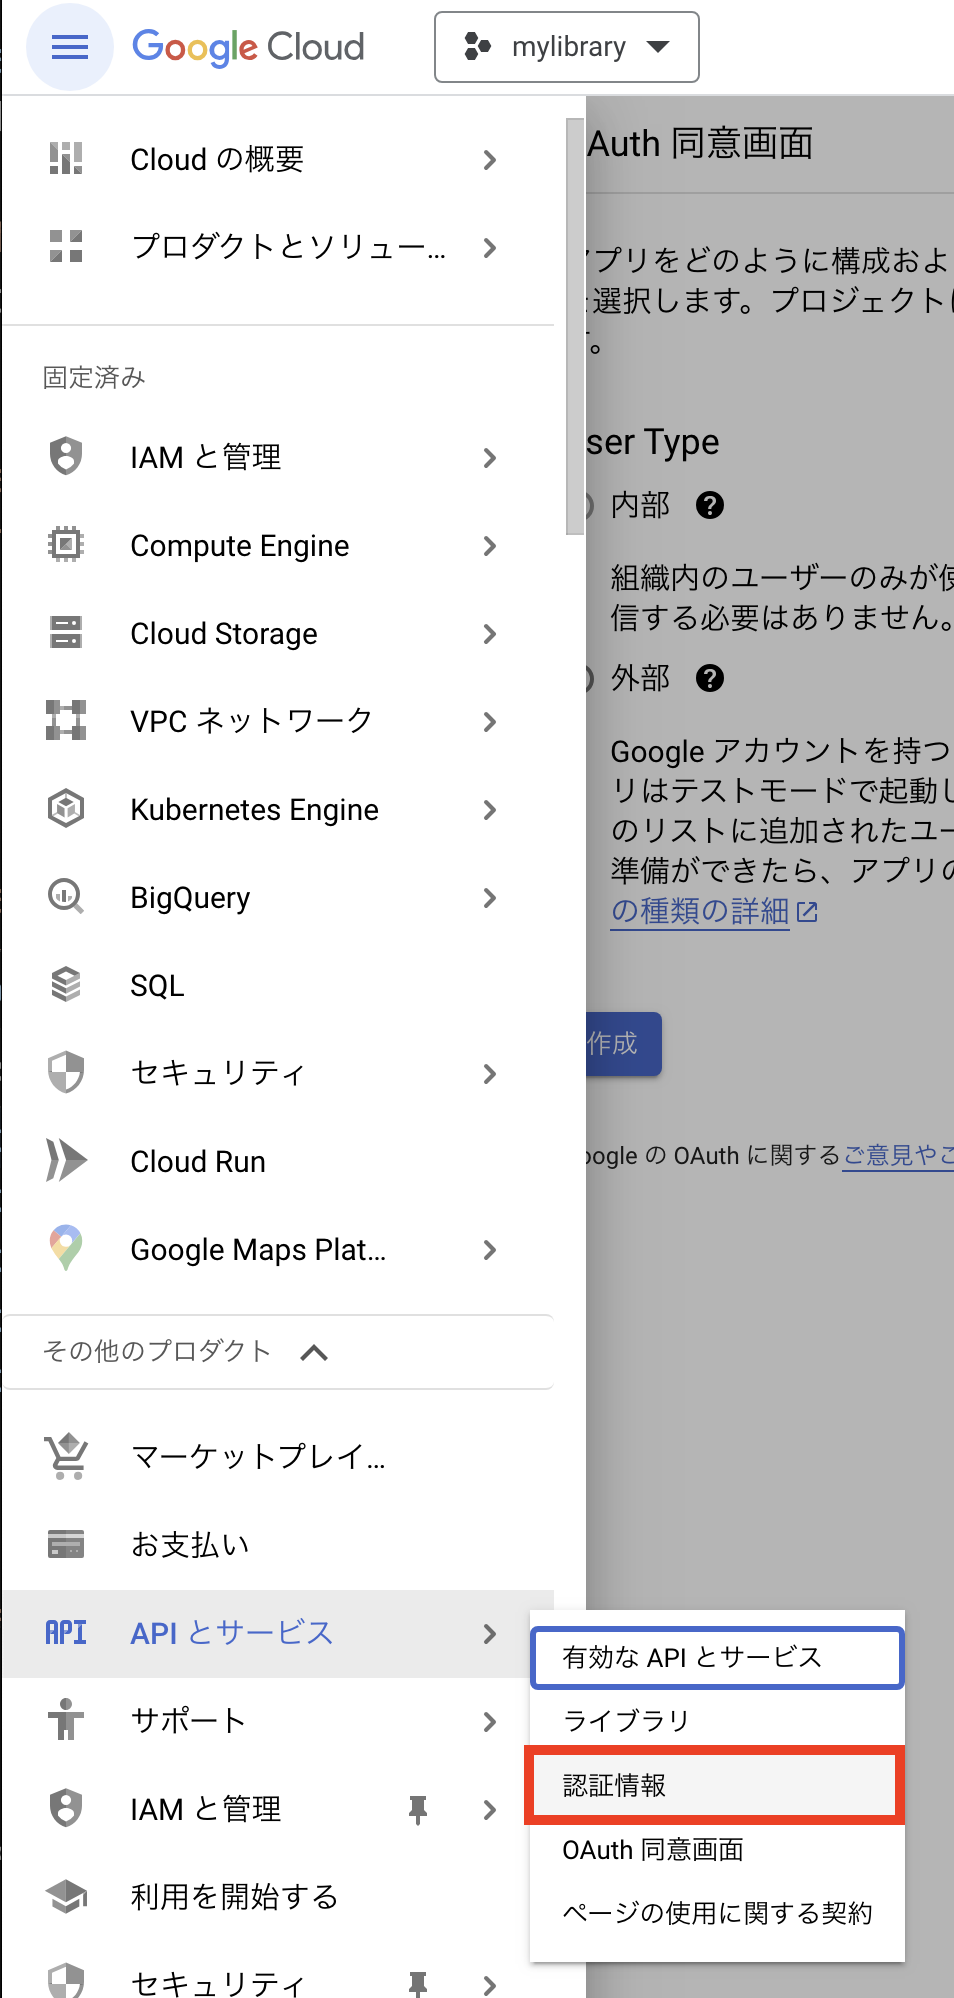 Google Cloud
mylibrary
Cloud の概要
プロダクトとソリュー...
固定済み
IAM と管理
Compute Engine
Cloud Storage
VPC ネットワーク
Kubernetes Engine
BigQuery
SQL
セキュリティ
Cloud Run
Google Maps Plat...
その他のプロダクト
マーケットプレイ...
お支払い
API
API とサービス
サポート
IAM と管理
利用を開始する
セキュリティ
有効な API とサービス
ライブラリ
認証情報
OAuth 同意画面
ページの使用に関する契約
Auth 同意画面
アプリをどのように構成およ
選択します。プロジェクトに
す。
ser Type
内部
組織内のユーザーのみが使
信する必要はありません。
外部
Google アカウントを持つ
リはテストモードで起動し
のリストに追加されたユー
準備ができたら、アプリの
の種類の詳細
作成
oogle の OAuth に関するご意見やご